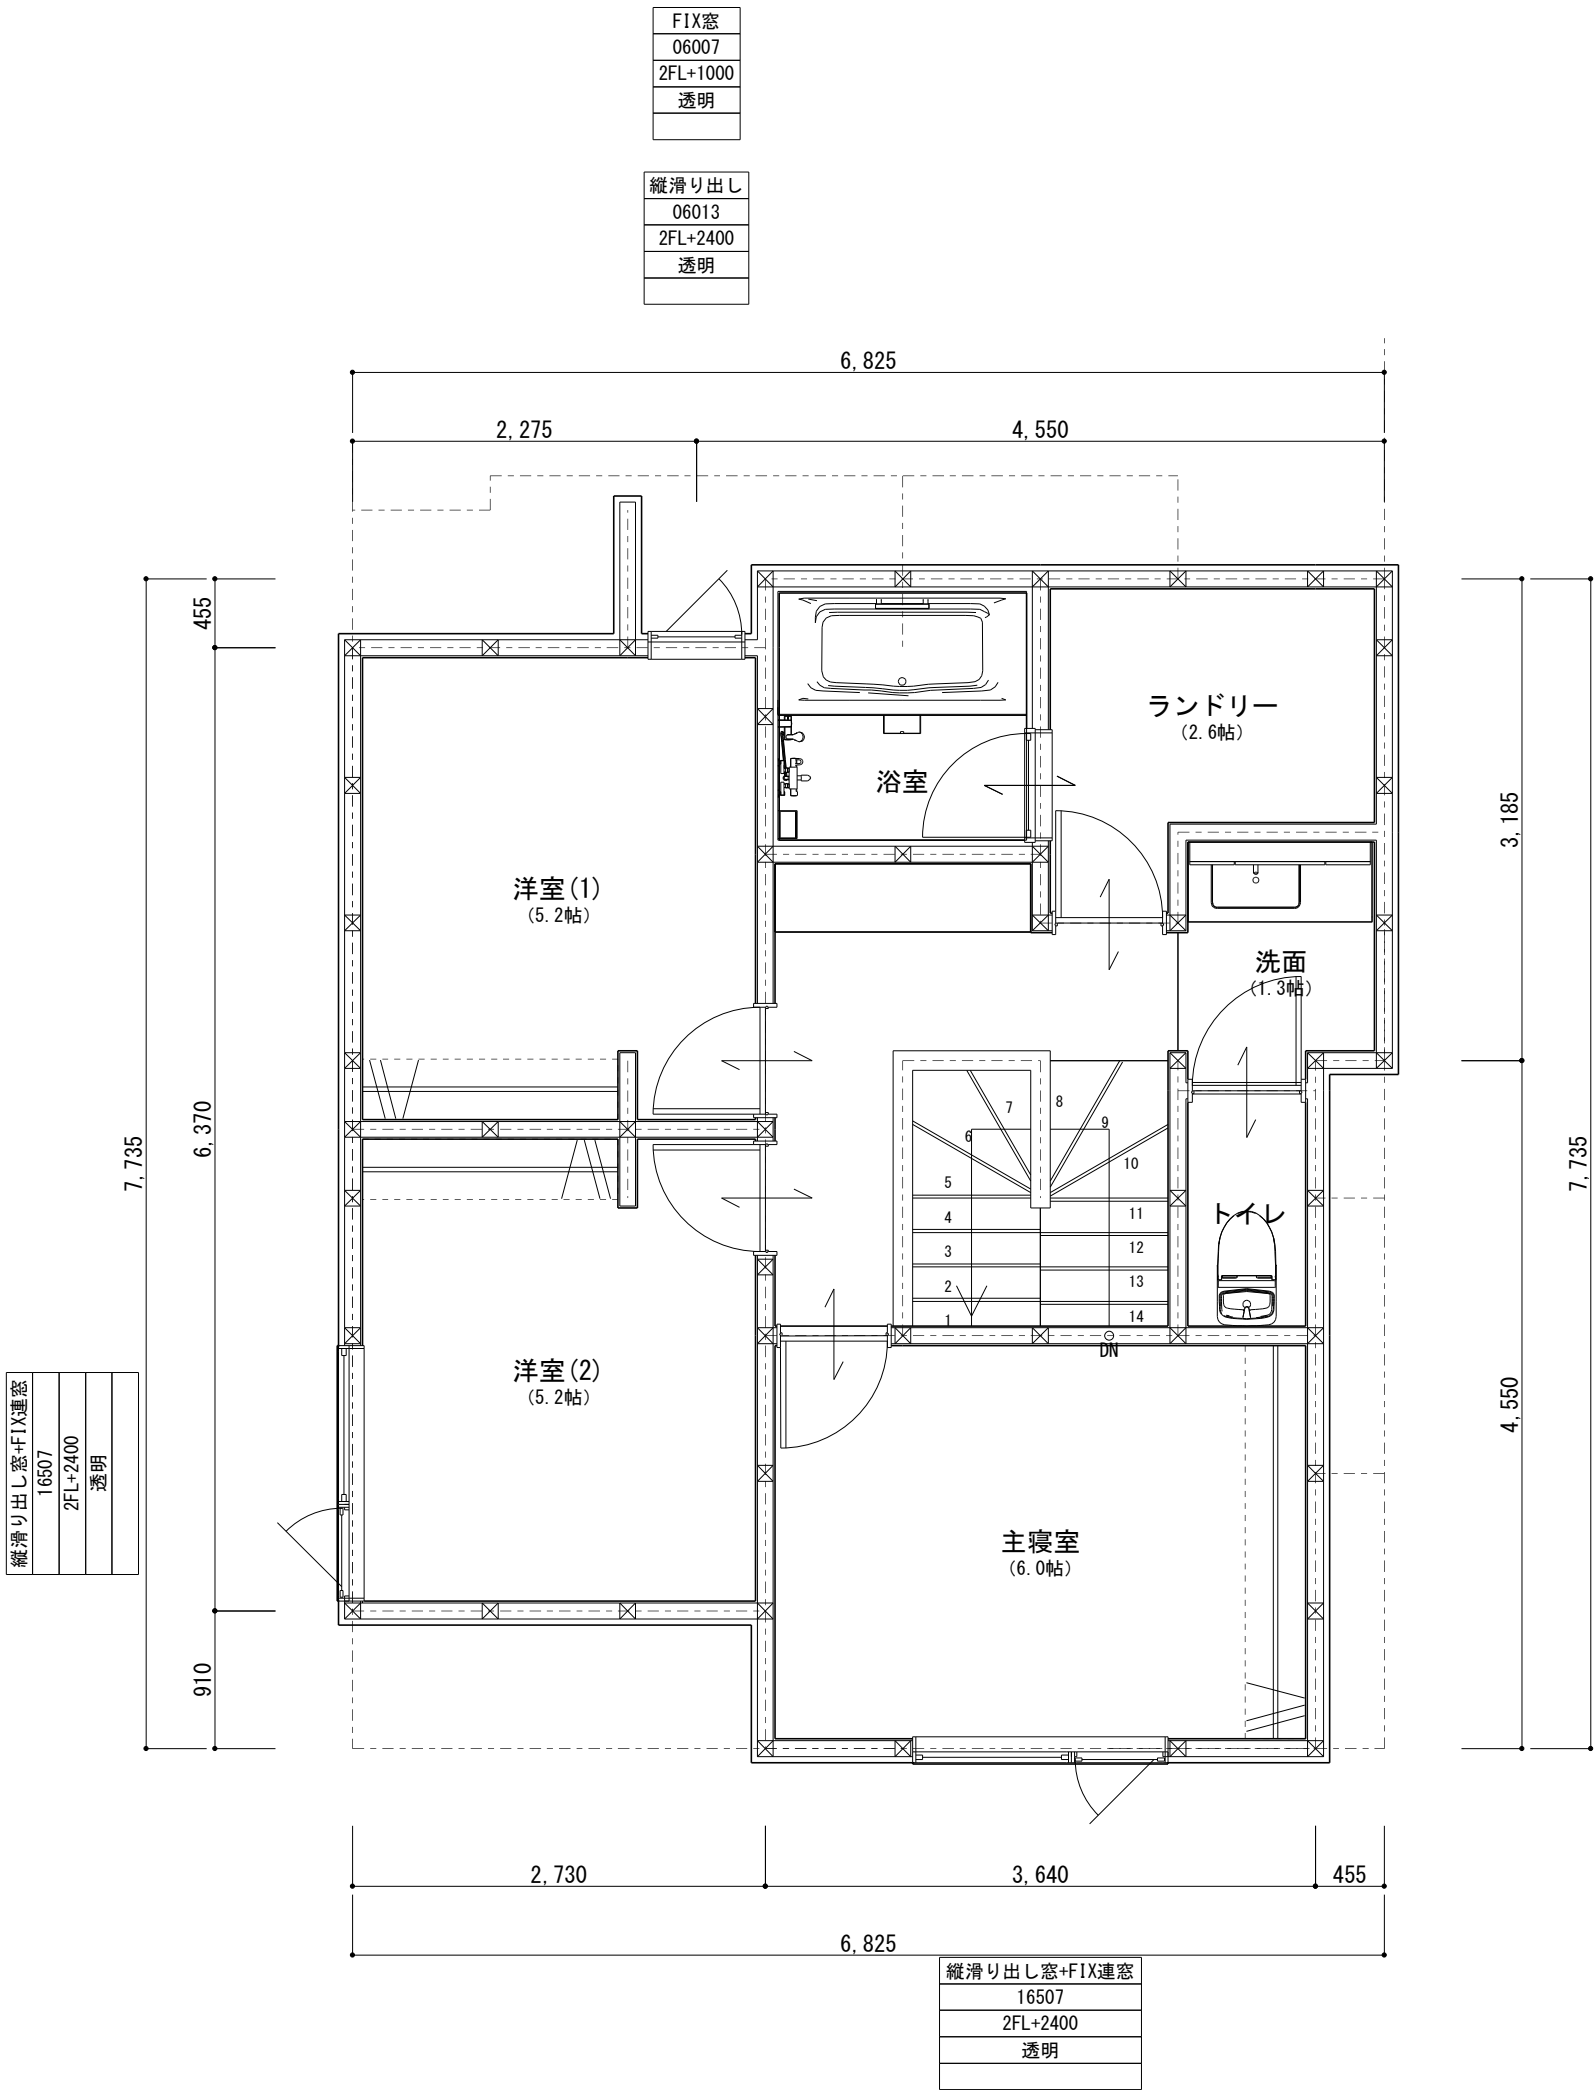 FIX窓
06007
2FL+1000
透明
縦滑り出し
06013
2FL+2400
透明
6,825
2,275
4,550
455
6,370
7,735
910
3,185
4,550
7,735
ランドリー
(2.6帖)
浴室
洋室(1)
(5.2帖)
洗面
(1.3帖)
トイレ
7
8
6
9
5
10
4
11
3
12
2
13
1
14
DN
洋室(2)
(5.2帖)
主寝室
(6.0帖)
縦滑り出し窓+FIX連窓
16507
2FL+2400
透明
2,730
3,640
455
6,825
縦滑り出し窓+FIX連窓
16507
2FL+2400
透明